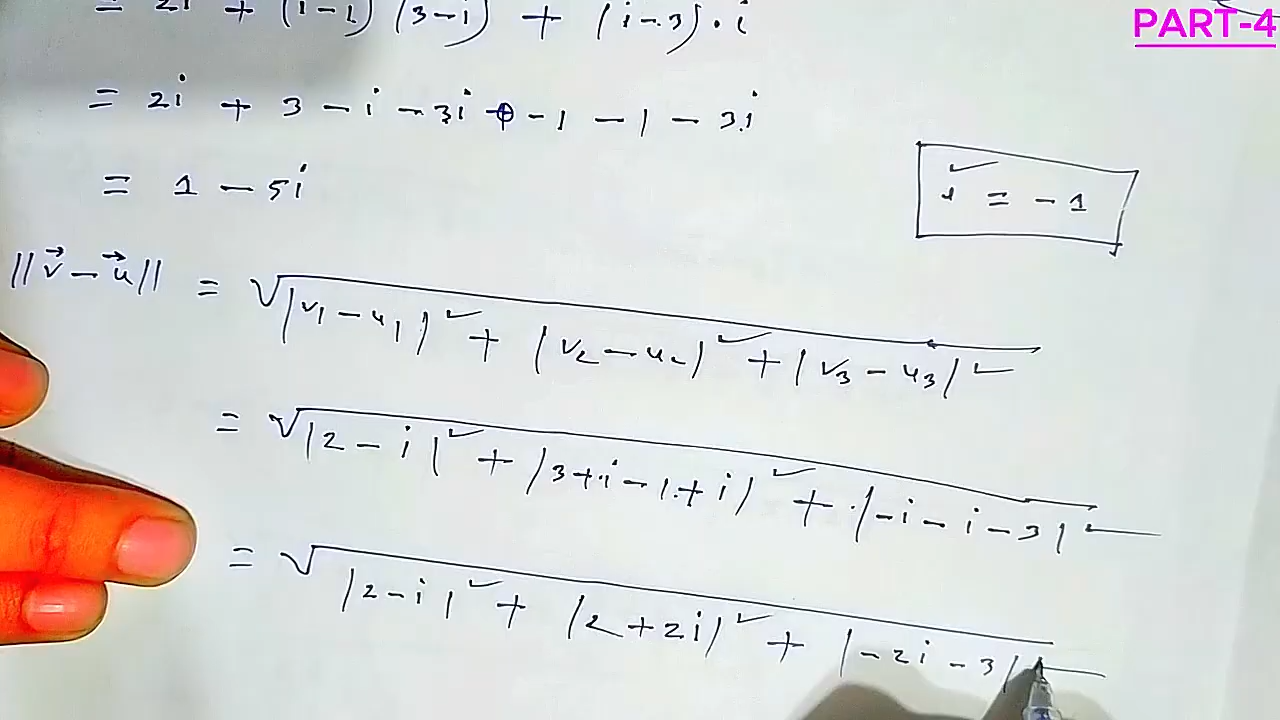 PART-4
= 2i + (i-1) (3-i) + (i-3)·i
= 2i + 3 - i - 3i + -1 - 1 - 3i
= 1 - 5i
i² = -1
||v⃗ - u⃗|| = √|v₁ - u₁|² + |v₂ - u₂|² + |v₃ - u₃|²
= √|2 - i|² + |3+i-1+i|² + |-i-i-3|²
= √|2-i|² + |2+2i|² + |-2i-3|